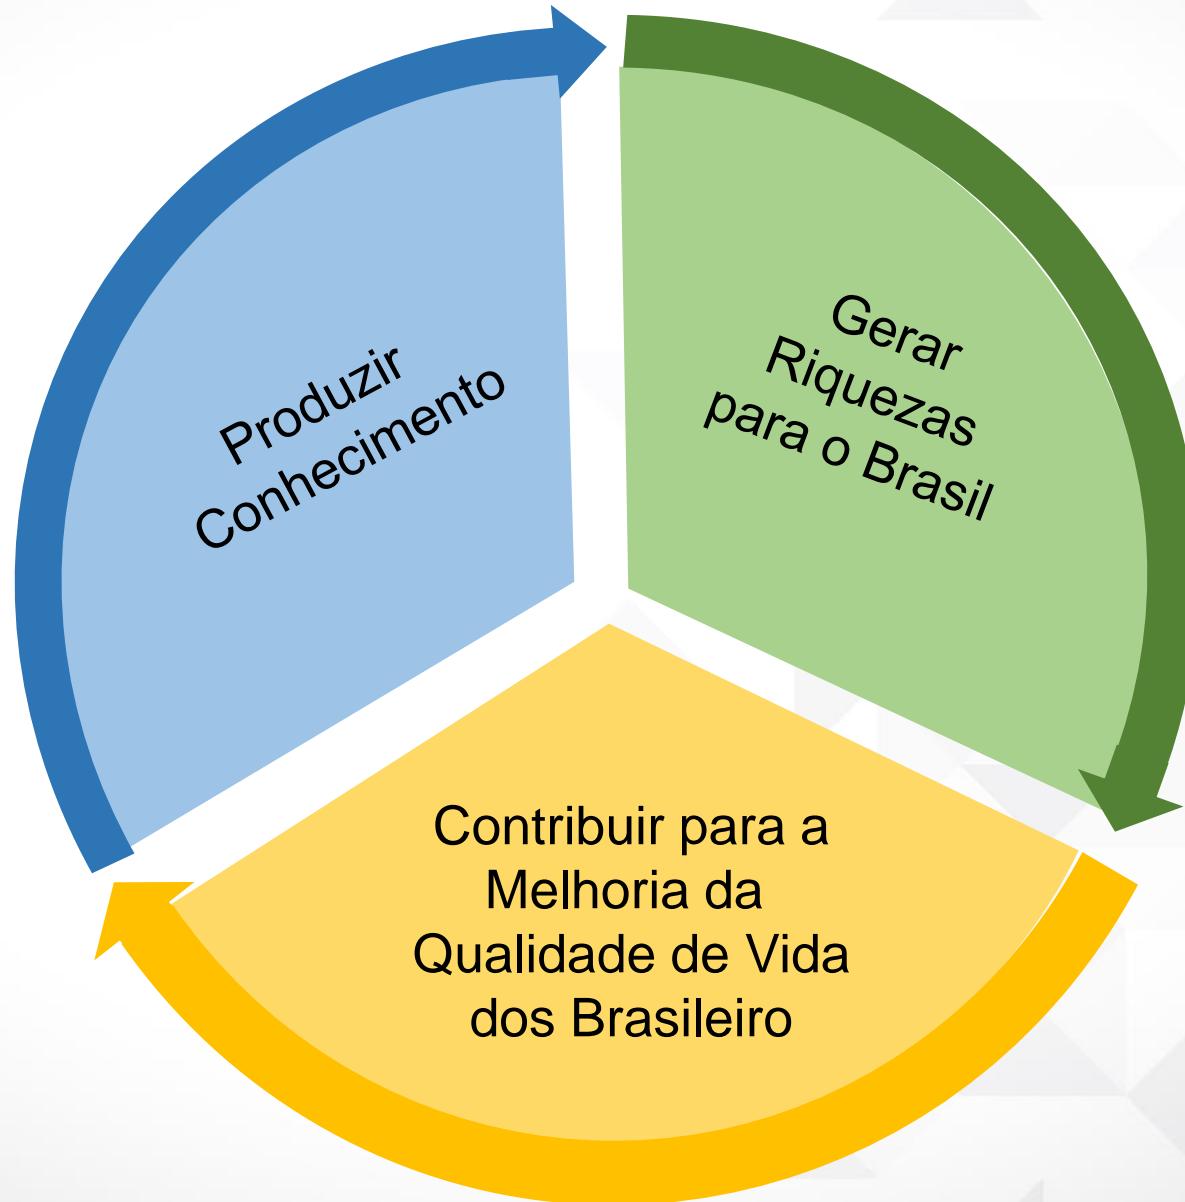 Produzir
Conhecimento
Gerar
Riquezas
para o Brasil
Contribuir para a
Melhoria da
Qualidade de Vida
dos Brasileiro